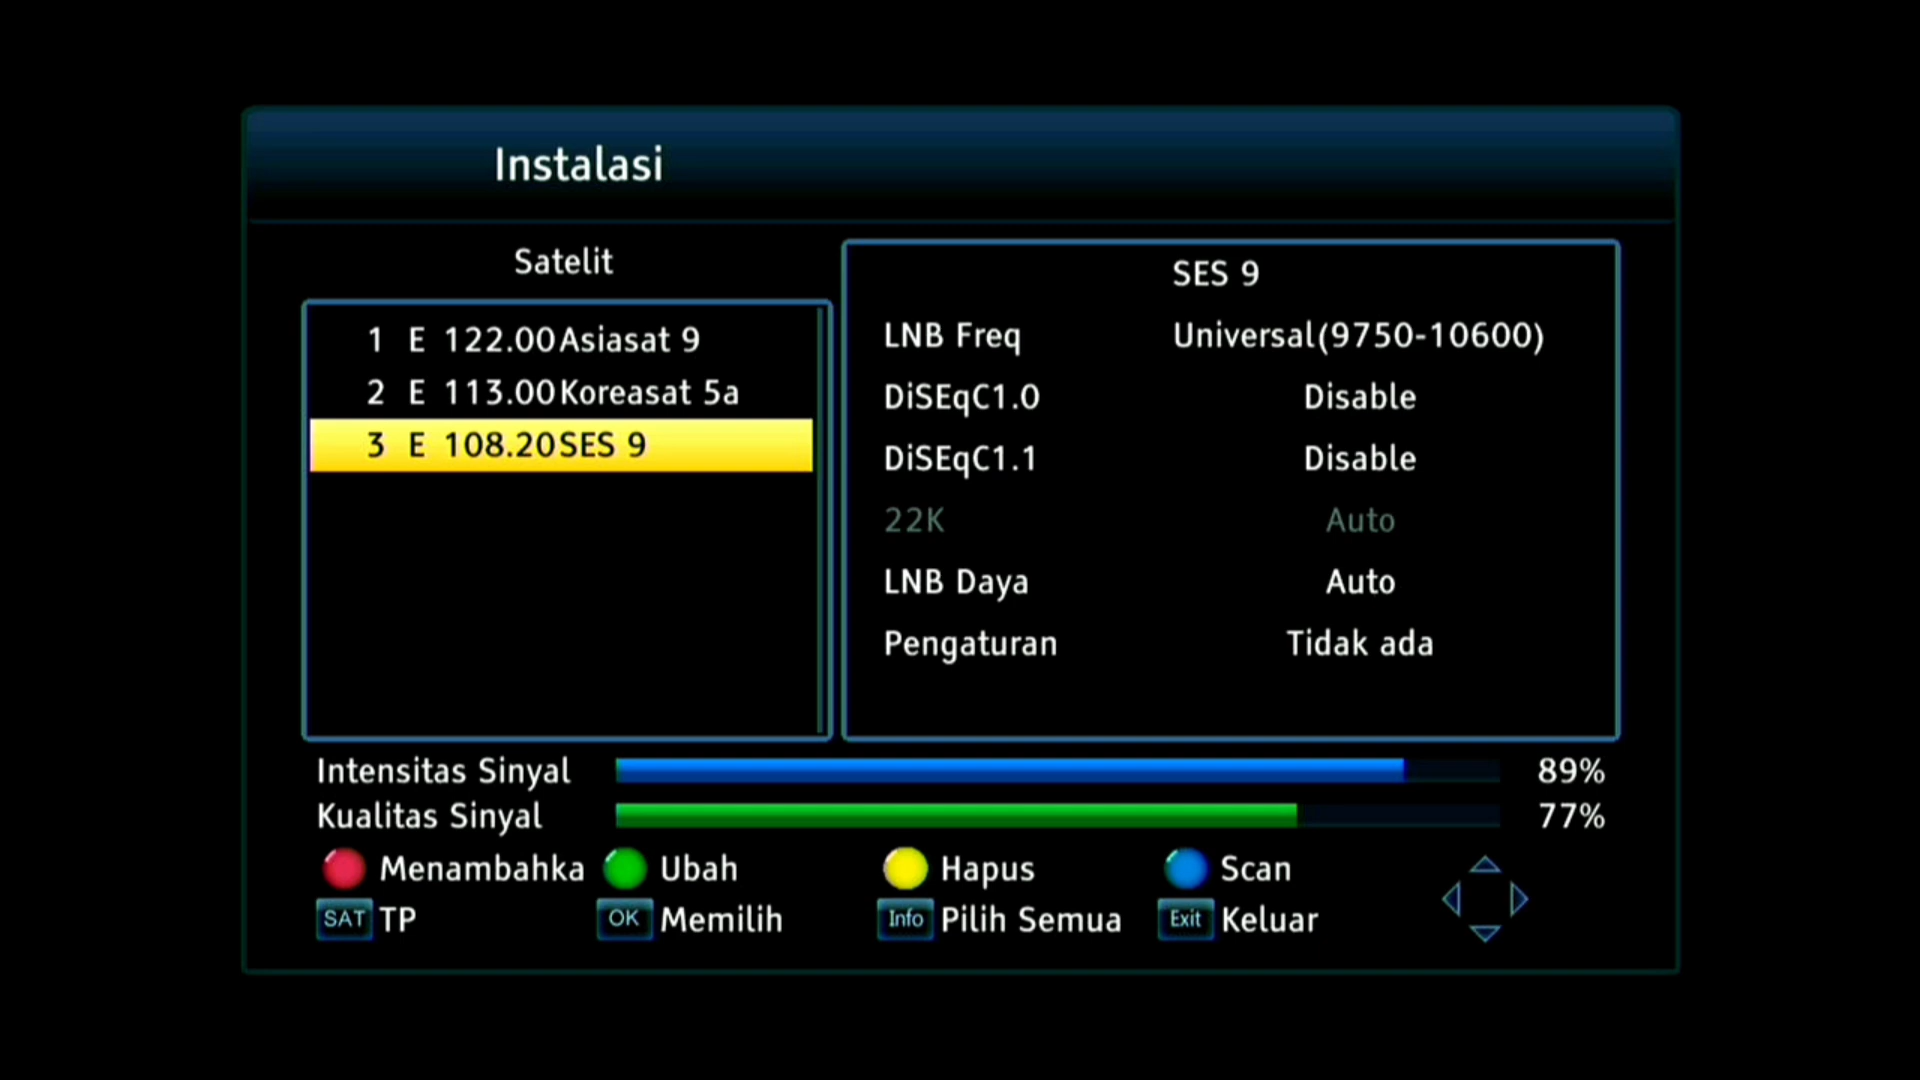 Instalasi
Satelit
1 E 122.00Asiasat 9
2 E 113.00Koreasat 5a
3 E 108.20SES 9
SES 9
LNB Freq Universal(9750-10600)
DiSEqC1.0 Disable
DiSEqC1.1 Disable
22K Auto
LNB Daya Auto
Pengaturan Tidak ada
Intensitas Sinyal 89%
Kualitas Sinyal 77%
Menambahka Ubah Hapus Scan
SAT TP OK Memilih Info Pilih Semua Exit Keluar